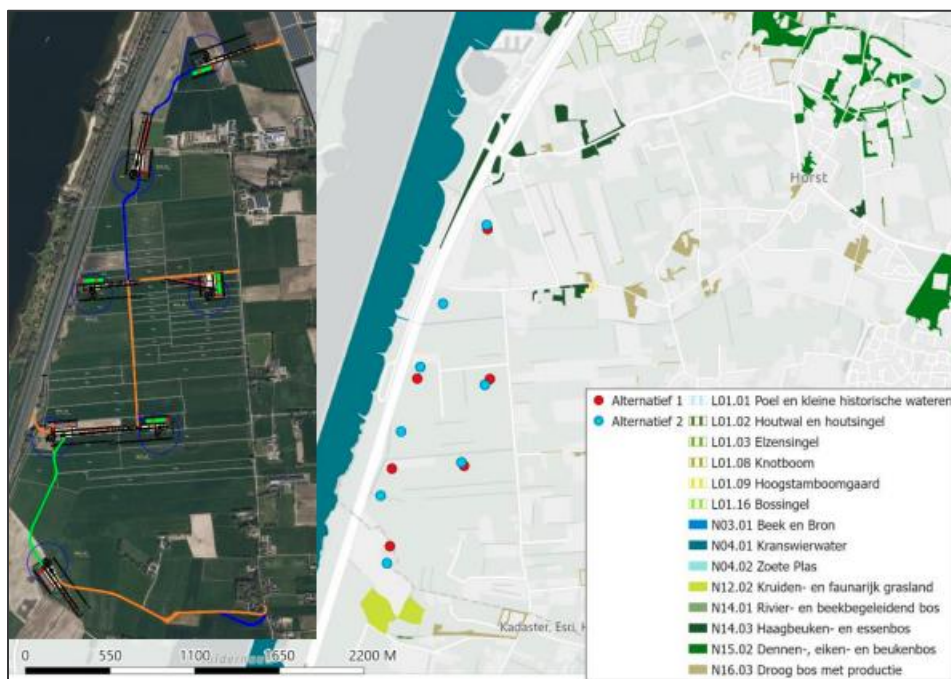 Horst
Alternatief 1
Alternatief 2
L01.01 Poel en kleine historische wateren
L01.02 Houtwal en houtsingel
L01.03 Elzensingel
L01.08 Knotboom
L01.09 Hoogstamboomgaard
L01.16 Bossingel
N03.01 Beek en Bron
N04.01 Kranswierwater
N04.02 Zoete Plas
N12.02 Kruiden- en faunarijk grasland
N14.01 Rivier- en beekbegeleidend bos
N14.03 Haagbeuken- en essenbos
N15.02 Dennen-, eiken- en beukenbos
N16.03 Droog bos met productie
Kadaster, Esri, H
0 550 1100 1650 2200 M